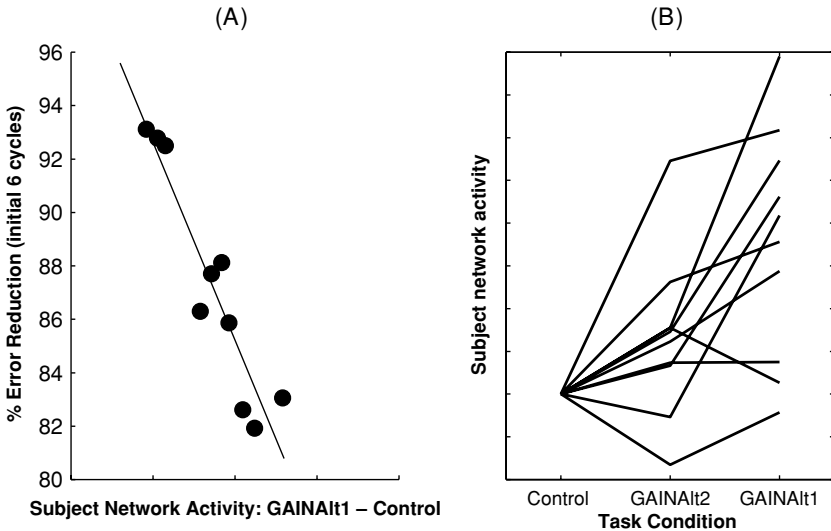 (A)
96
94
92
90
88
86
84
82
80
% Error Reduction (initial 6 cycles)
Subject Network Activity: GAINAlt1 – Control
(B)
Subject network activity
Control GAINAlt2 GAINAlt1
Task Condition